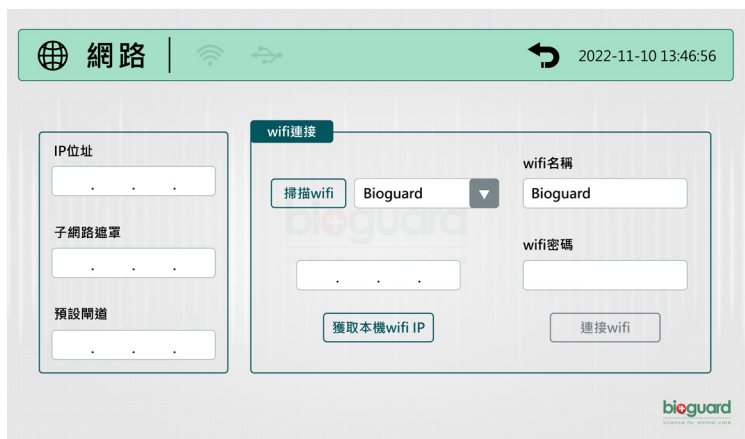 網路
2022-11-10 13:46:56
IP位址
. . .
子網路遮罩
. . .
預設閘道
. . .
wifi連接
掃描wifi
Bioguard
. . .
獲取本機wifi IP
wifi名稱
Bioguard
wifi密碼
連接wifi
bioguard
bioguard
science for animal care